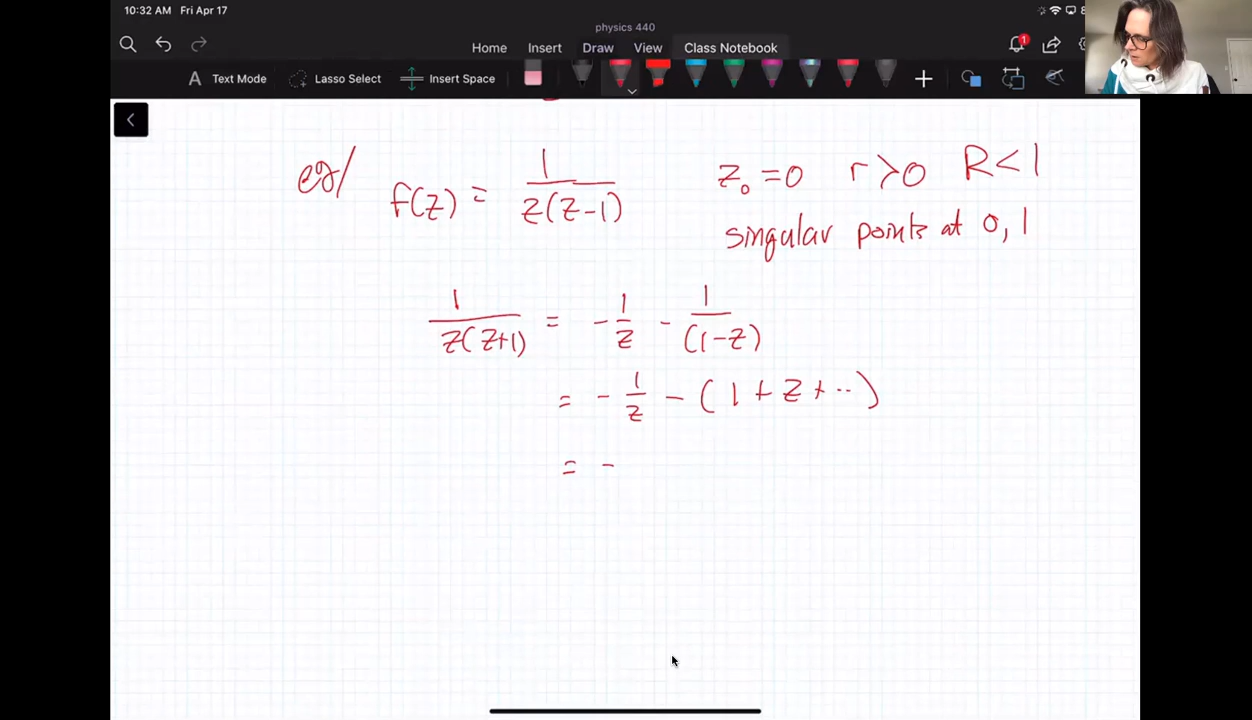 10:32 AM Fri Apr 17
physics 440
Home Insert Draw View Class Notebook
1
Text Mode Lasso Select Insert Space
eg/ f(z) = 1/z(z-1) z₀ = 0 r > 0 R < 1
singular points at 0, 1
1/z(z+1) = - 1/z - 1/(1-z)
= - 1/z - (1 + z + ··)
= -